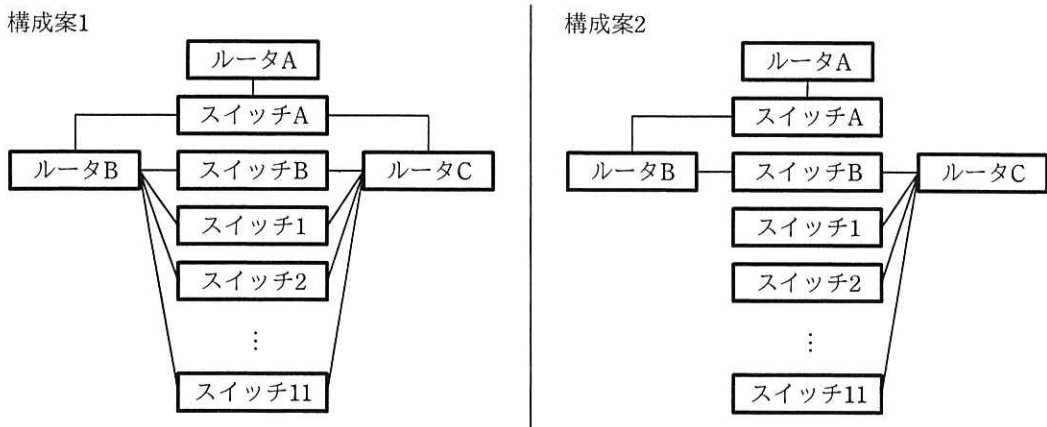 構成案1
ルータA
スイッチA
ルータB
スイッチB
ルータC
スイッチ1
スイッチ2
⋮
スイッチ11
構成案2
ルータA
スイッチA
ルータB
スイッチB
ルータC
スイッチ1
スイッチ2
⋮
スイッチ11